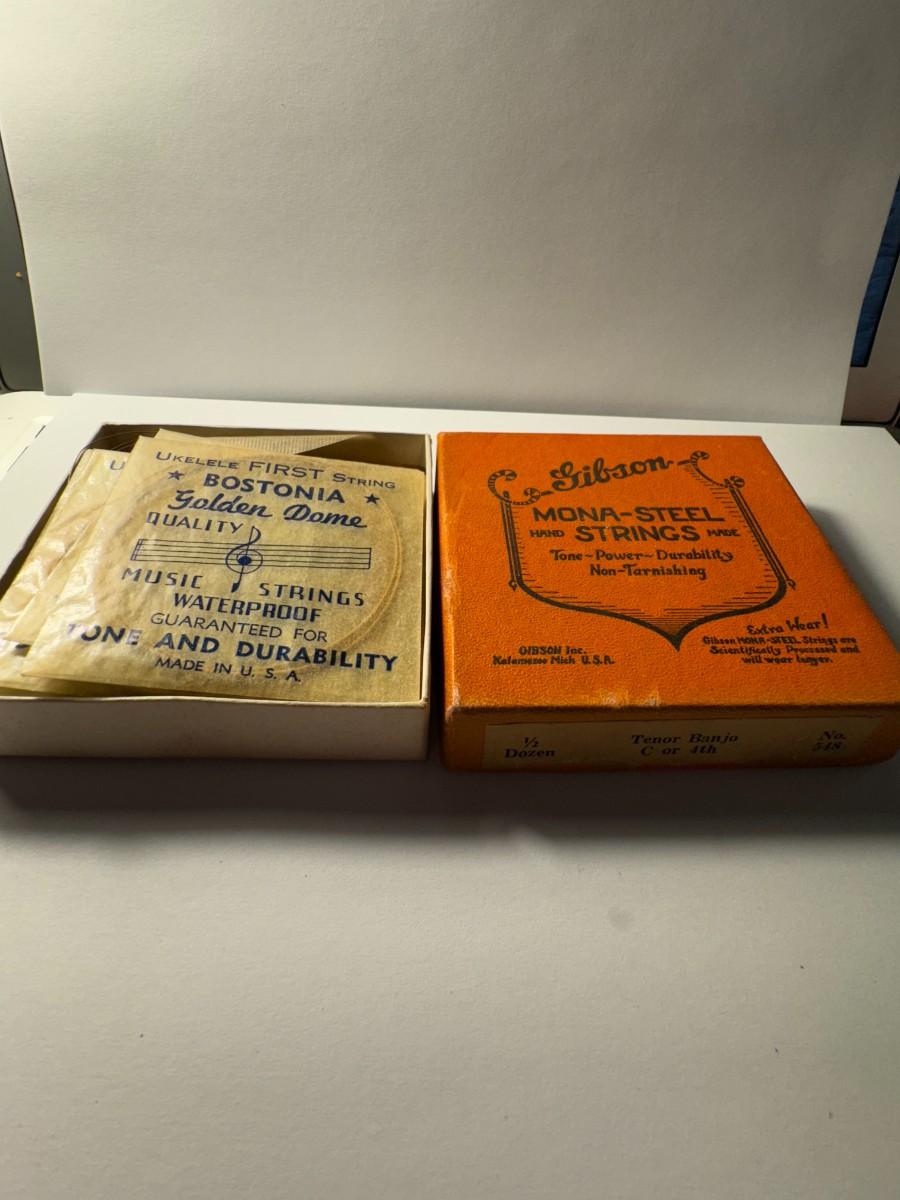 U
UKELELE FIRST STRING
BOSTONIA
Golden Dome
QUALITY
MUSIC STRINGS
WATERPROOF
GUARANTEED FOR
TONE AND DURABILITY
MADE IN U. S. A.
Gibson
MONA-STEEL
HAND STRINGS MADE
Tone~Power~Durability
Non-Tarnishing
Extra Wear!
Gibson MONA-STEEL Strings are
Scientifically Processed and
will wear longer.
GIBSON Inc.
Kalamazoo Mich U.S.A.
½ Dozen
Tenor Banjo
C or 4th
No.
548